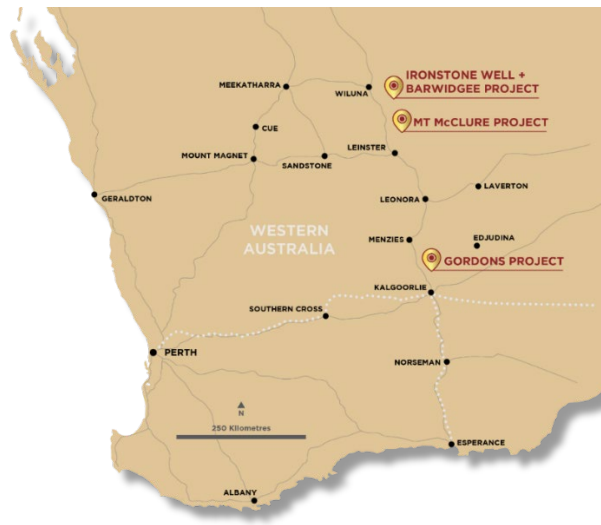 IRONSTONE WELL +
BARWIDGEE PROJECT
MEEKATHARRA
WILUNA
MT McCLURE PROJECT
CUE
LEINSTER
MOUNT MAGNET
SANDSTONE
LAVERTON
GERALDTON
LEONORA
WESTERN
AUSTRALIA
EDJUDINA
MENZIES
GORDONS PROJECT
KALGOORLIE
SOUTHERN CROSS
PERTH
NORSEMAN
N
250 Kilometres
ESPERANCE
ALBANY